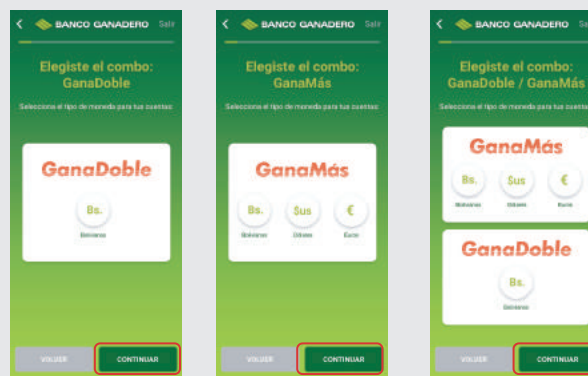 BANCO GANADERO Salir
Elegiste el combo:
GanaDoble
Selecciona el tipo de moneda para tus cuentas:
GanaDoble
Bs.
Bolivianos
VOLVER CONTINUAR
BANCO GANADERO Salir
Elegiste el combo:
GanaMás
Selecciona el tipo de moneda para tus cuentas:
GanaMás
Bs. $us €
Bolivianos Dólares Euros
VOLVER CONTINUAR
BANCO GANADERO
Elegiste el combo:
GanaDoble / GanaMás
Selecciona el tipo de moneda para tus cuentas
GanaMás
Bs. $us €
Bolivianos Dólares Euros
GanaDoble
Bs.
Bolivianos
VOLVER CONTINUAR